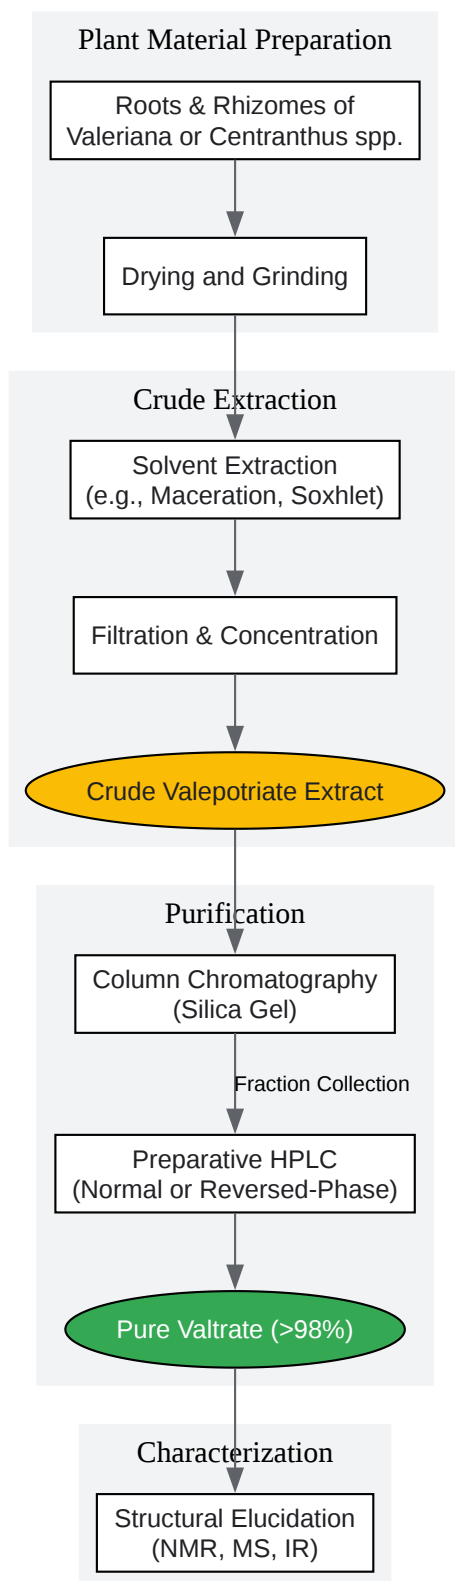 Plant Material Preparation
Roots & Rhizomes of
Valeriana or Centranthus spp.
Drying and Grinding
Crude Extraction
Solvent Extraction
(e.g., Maceration, Soxhlet)
Filtration & Concentration
Crude Valepotriate Extract
Purification
Column Chromatography
(Silica Gel)
Fraction Collection
Preparative HPLC
(Normal or Reversed-Phase)
Pure Valtrate (>98%)
Characterization
Structural Elucidation
(NMR, MS, IR)